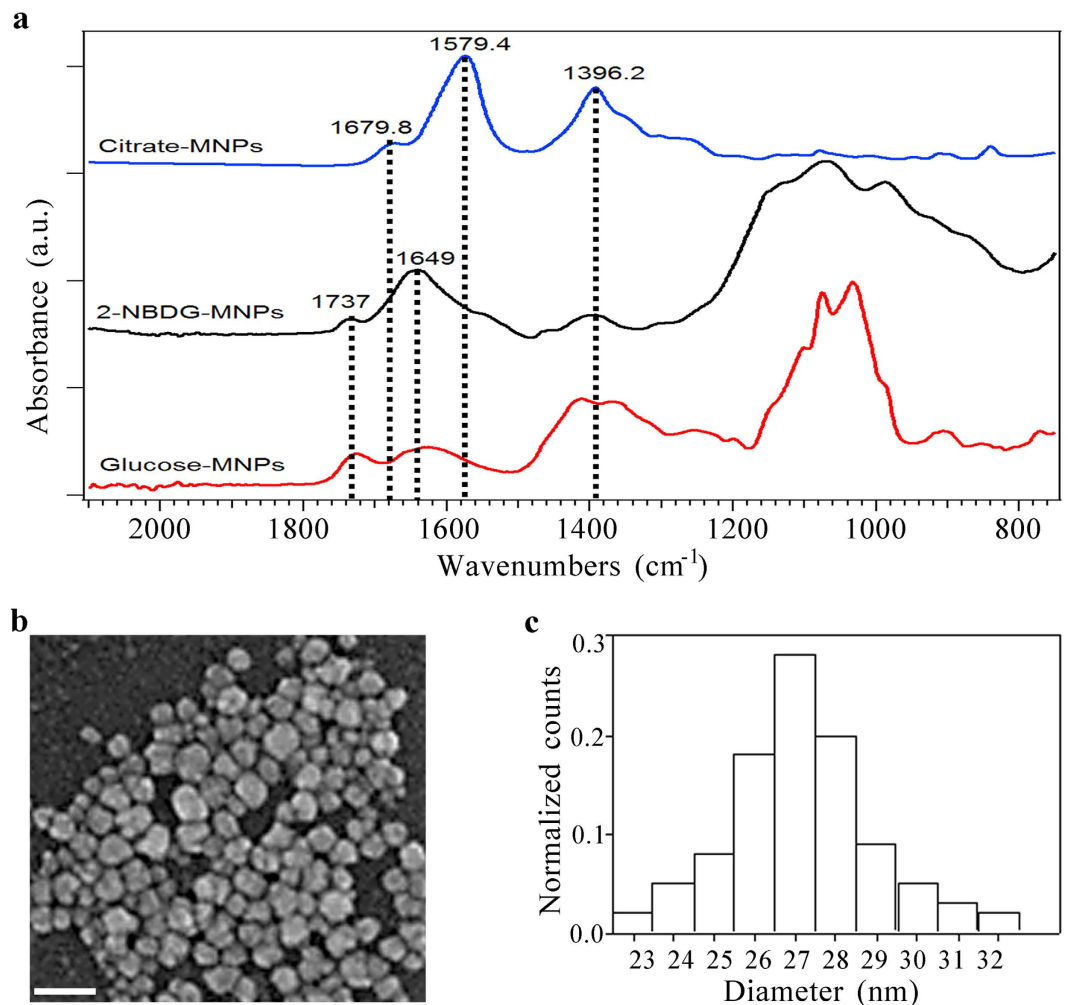 a
1579.4
1396.2
1679.8
Citrate-MNPs
1649
1737
2-NBDG-MNPs
Glucose-MNPs
Absorbance (a.u.)
2000 1800 1600 1400 1200 1000 800
Wavenumbers (cm-1)
b
c
0.3
0.2
0.1
0.0
Normalized counts
23 24 25 26 27 28 29 30 31 32
Diameter (nm)